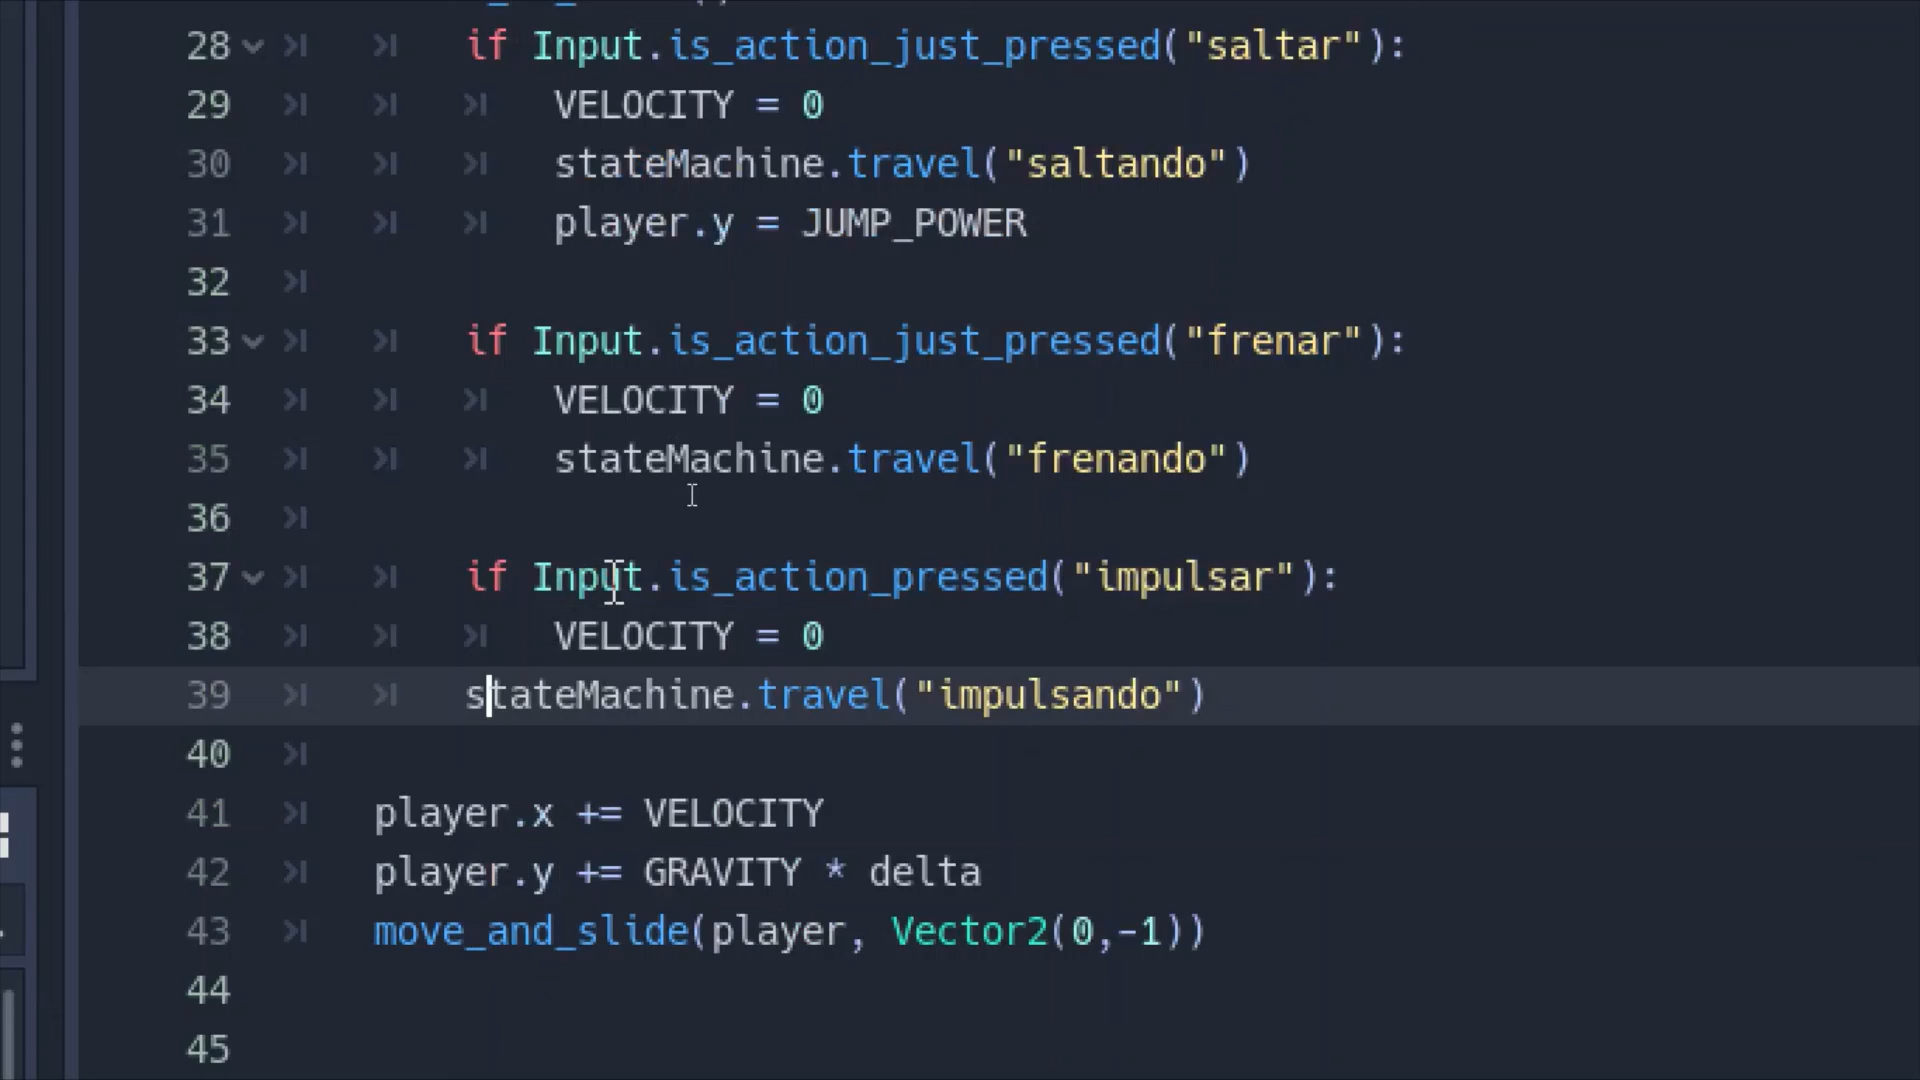 28 if Input.is_action_just_pressed("saltar"):
29 VELOCITY = 0
30 stateMachine.travel("saltando")
31 player.y = JUMP_POWER
32
33 if Input.is_action_just_pressed("frenar"):
34 VELOCITY = 0
35 stateMachine.travel("frenando")
36
37 if Input.is_action_pressed("impulsar"):
38 VELOCITY = 0
39 stateMachine.travel("impulsando")
40
41 player.x += VELOCITY
42 player.y += GRAVITY * delta
43 move_and_slide(player, Vector2(0,-1))
44
45